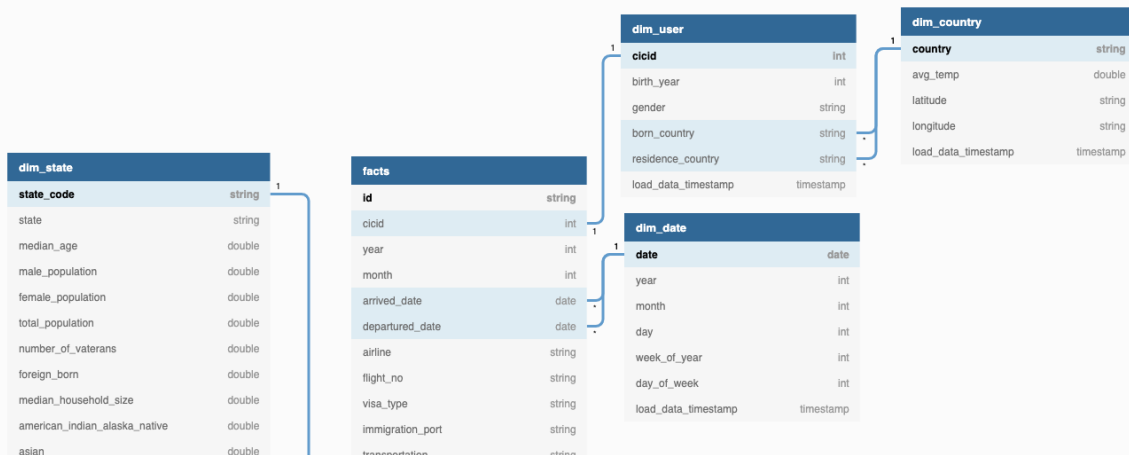 dim_user
cicid int
birth_year int
gender string
born_country string
residence_country string
load_data_timestamp timestamp
dim_country
country string
avg_temp double
latitude string
longitude string
load_data_timestamp timestamp
dim_state
state_code string
state string
median_age double
male_population double
female_population double
total_population double
number_of_vaterans double
foreign_born double
median_household_size double
american_indian_alaska_native double
asian double
facts
id string
cicid int
year int
month int
arrived_date date
departured_date date
airline string
flight_no string
visa_type string
immigration_port string
transportation string
dim_date
date date
year int
month int
day int
week_of_year int
day_of_week int
load_data_timestamp timestamp
1
1
1
1
1
*
*
*
*